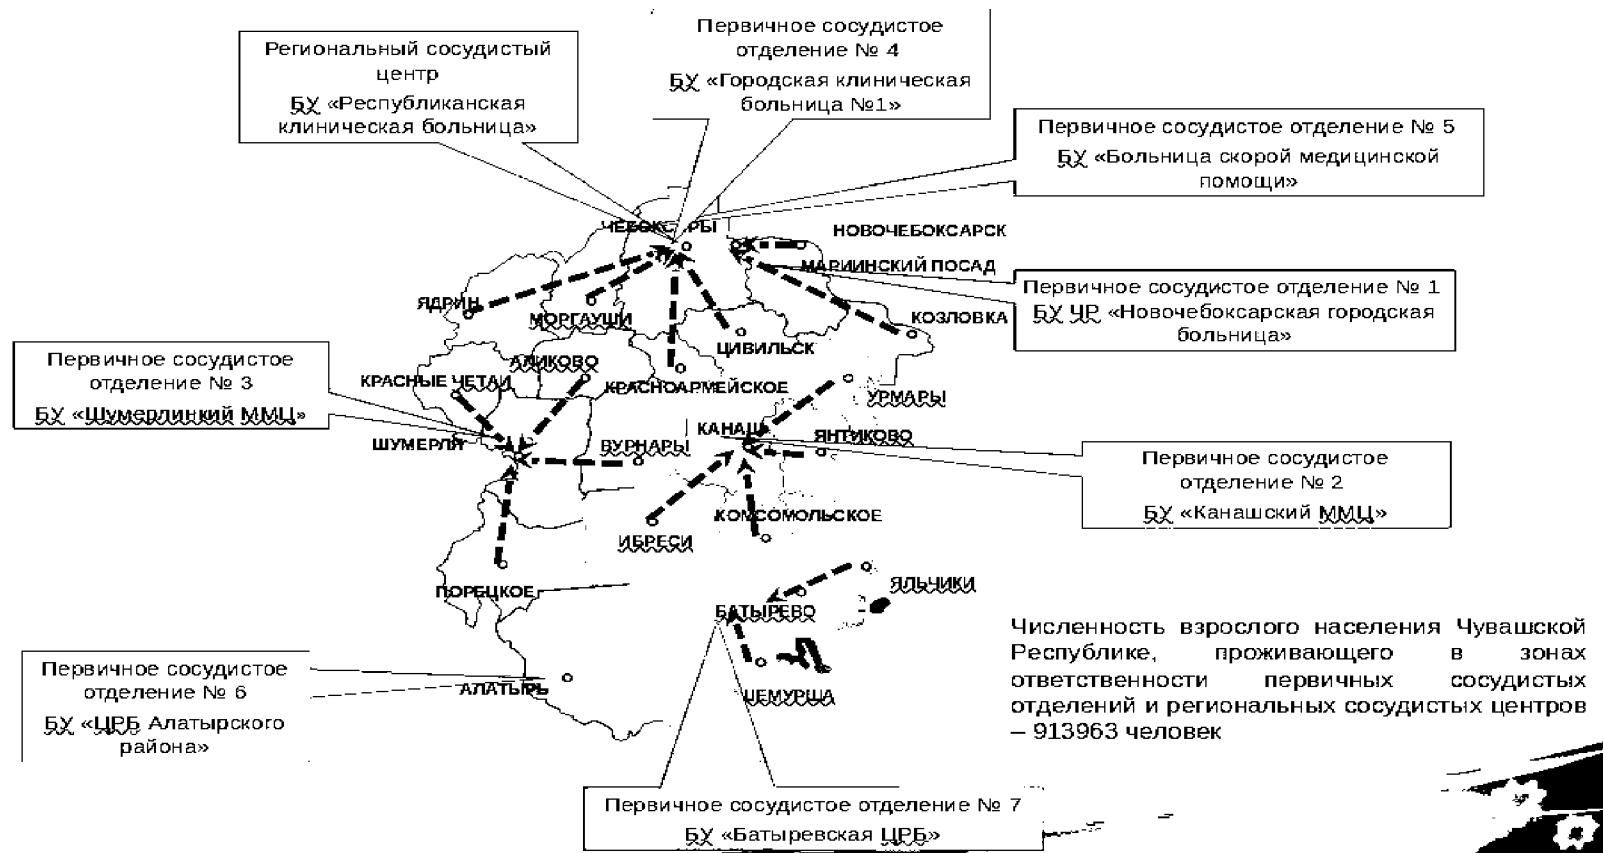 Региональный сосудистый
центр
БУ «Республиканская
клиническая больница»
Первичное сосудистое
отделение № 4
БУ «Городская клиническая
больница №1»
Первичное сосудистое отделение № 5
БУ «Больница скорой медицинской
помощи»
ЧЕБОКСАРЫ
НОВОЧЕБОКСАРСК
МАРИИНСКИЙ ПОСАД
Первичное сосудистое отделение № 1
БУ ЧР «Новочебоксарская городская
больница»
ЯДРИН
МОРГАУШИ
КОЗЛОВКА
ЦИВИЛЬСК
Первичное сосудистое
отделение № 3
БУ «Шумерлинкий ММЦ»
АЛИКОВО
КРАСНЫЕ ЧЕТАИ
КРАСНОАРМЕЙСКОЕ
УРМАРЫ
КАНАШ
ЯНТИКОВО
ШУМЕРЛЯ
ВУРНАРЫ
Первичное сосудистое
отделение № 2
БУ «Канашский ММЦ»
КОМСОМОЛЬСКОЕ
ИБРЕСИ
ПОРЕЦКОЕ
ЯЛЬЧИКИ
БАТЫРЕВО
Численность взрослого населения Чувашской
Республике, проживающего в зонах
ответственности первичных сосудистых
отделений и региональных сосудистых центров
– 913963 человек
Первичное сосудистое
отделение № 6
БУ «ЦРБ Алатырского
района»
АЛАТЫРЬ
ШЕМУРША
Первичное сосудистое отделение № 7
БУ «Батыревская ЦРБ»